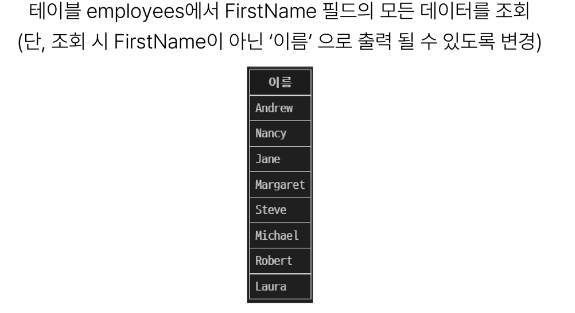 테이블 employees에서 FirstName 필드의 모든 데이터를 조회
(단, 조회 시 FirstName이 아닌 ‘이름’ 으로 출력 될 수 있도록 변경)
이름
Andrew
Nancy
Jane
Margaret
Steve
Michael
Robert
Laura